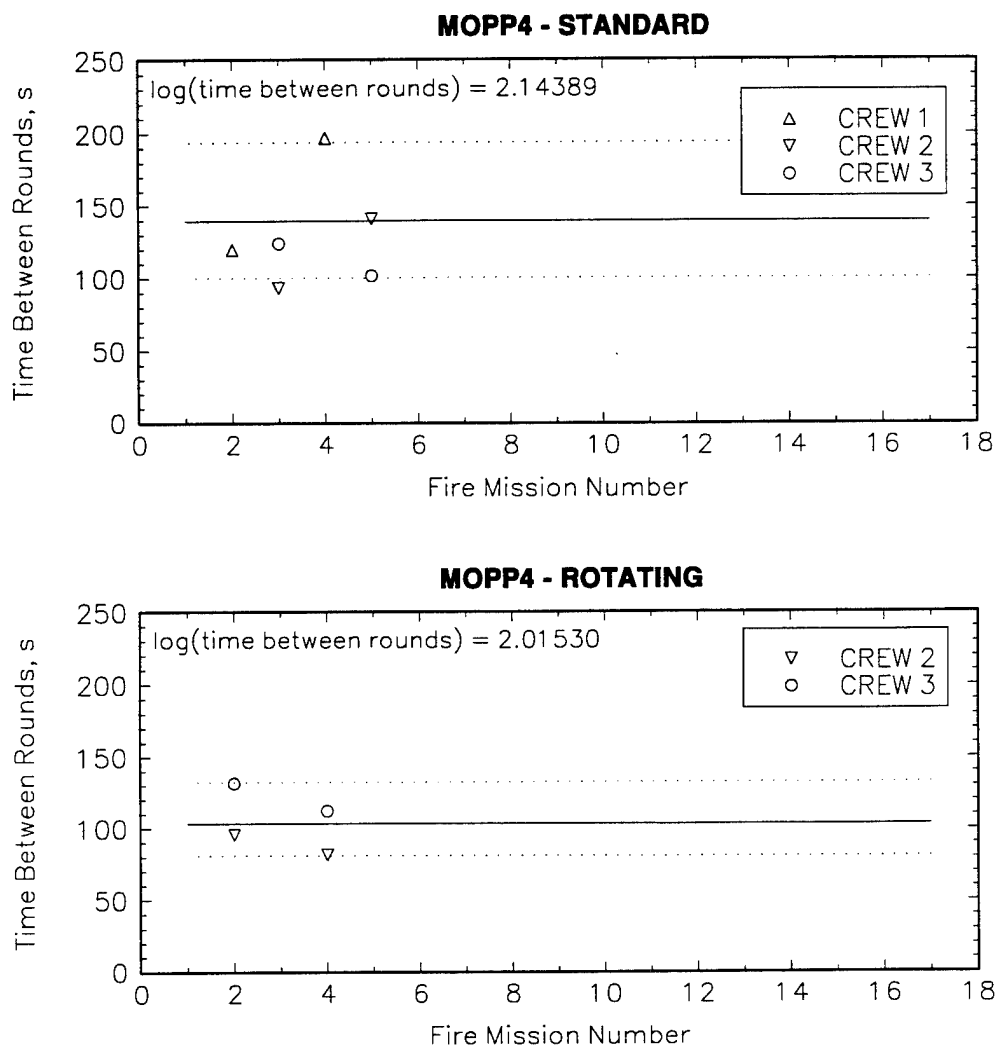 MOPP4 - STANDARD
Time Between Rounds, s
250
200
150
100
50
0
log(time between rounds) = 2.14389
CREW 1
CREW 2
CREW 3
0 2 4 6 8 10 12 14 16 18
Fire Mission Number
MOPP4 - ROTATING
Time Between Rounds, s
250
200
150
100
50
0
log(time between rounds) = 2.01530
CREW 2
CREW 3
0 2 4 6 8 10 12 14 16 18
Fire Mission Number